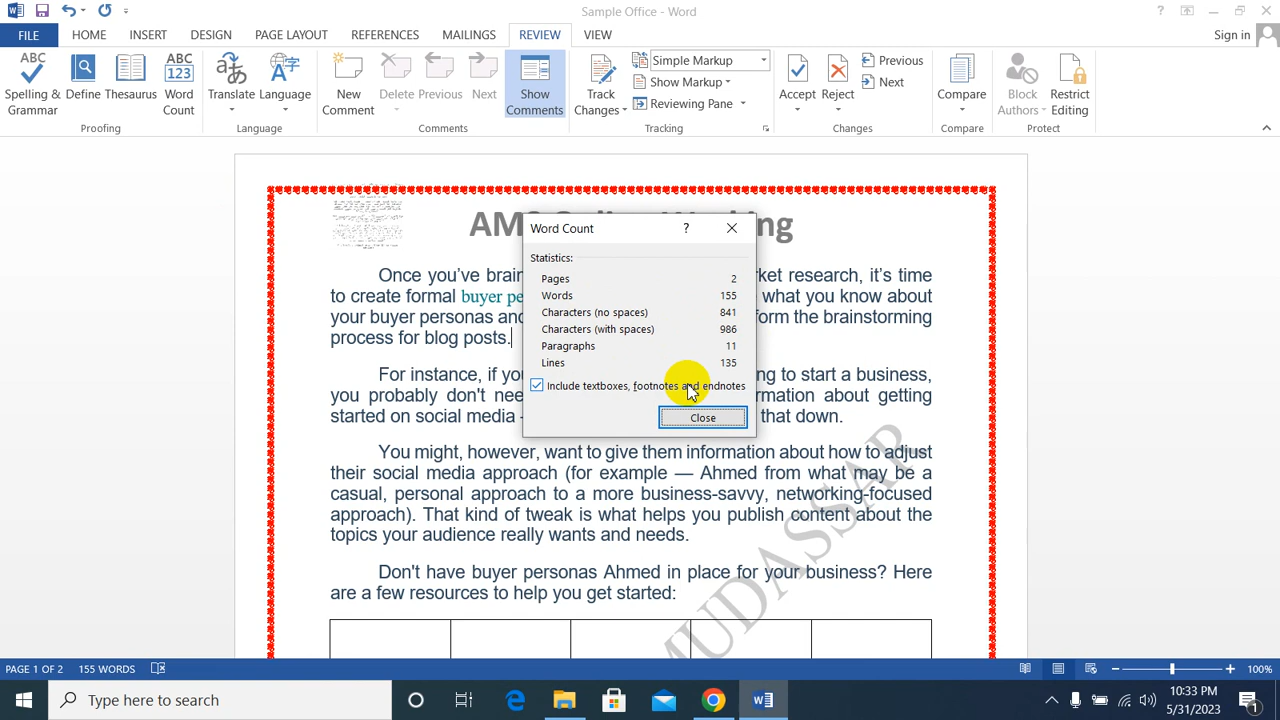 Sample Office - Word
?
FILE HOME INSERT DESIGN PAGE LAYOUT REFERENCES MAILINGS REVIEW VIEW Sign in
ABC ABC 123
Spelling & Grammar
Define
Thesaurus
Word Count
Translate
Language
New Comment
Delete
Previous
Next
Show Comments
Track Changes
Simple Markup
Show Markup
Reviewing Pane
Accept
Reject
Previous
Next
Compare
Block Authors
Restrict Editing
Proofing Language Comments Tracking Changes Compare Protect
Word Count
?
Statistics:
Pages 2
Words 155
Characters (no spaces) 841
Characters (with spaces) 986
Paragraphs 11
Lines 135
Include textboxes, footnotes and endnotes
Close
Once you've research, it's time
to create formal buyer what you know about
your buyer personas form the brainstorming
process for blog posts.
For instance, if to start a business,
you probably don't about getting
started on social media that down.
You might, however, want to give them information about how to adjust
their social media approach (for example — Ahmed from what may be a
casual, personal approach to a more business-savvy, networking-focused
approach). That kind of tweak is what helps you publish content about the
topics your audience really wants and needs.
Don't have buyer personas Ahmed in place for your business? Here
are a few resources to help you get started:
MUDASSAR
PAGE 1 OF 2 155 WORDS 100%
Type here to search
10:33 PM
5/31/2023
1